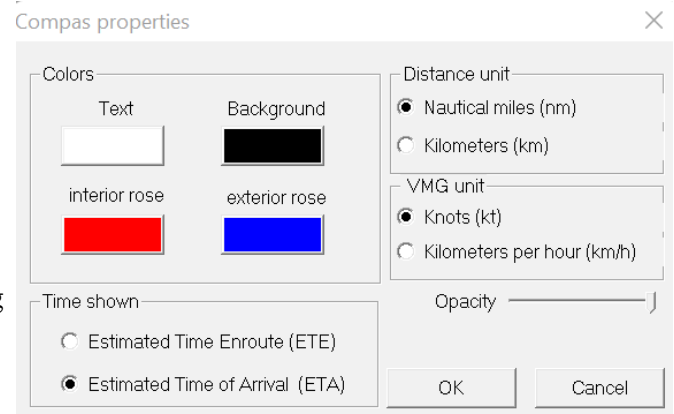 Compas properties
Colors
Text Background
interior rose exterior rose
Distance unit
Nautical miles (nm)
Kilometers (km)
VMG unit
Knots (kt)
Kilometers per hour (km/h)
g
Time shown
Estimated Time Enroute (ETE)
Estimated Time of Arrival (ETA)
Opacity
OK Cancel